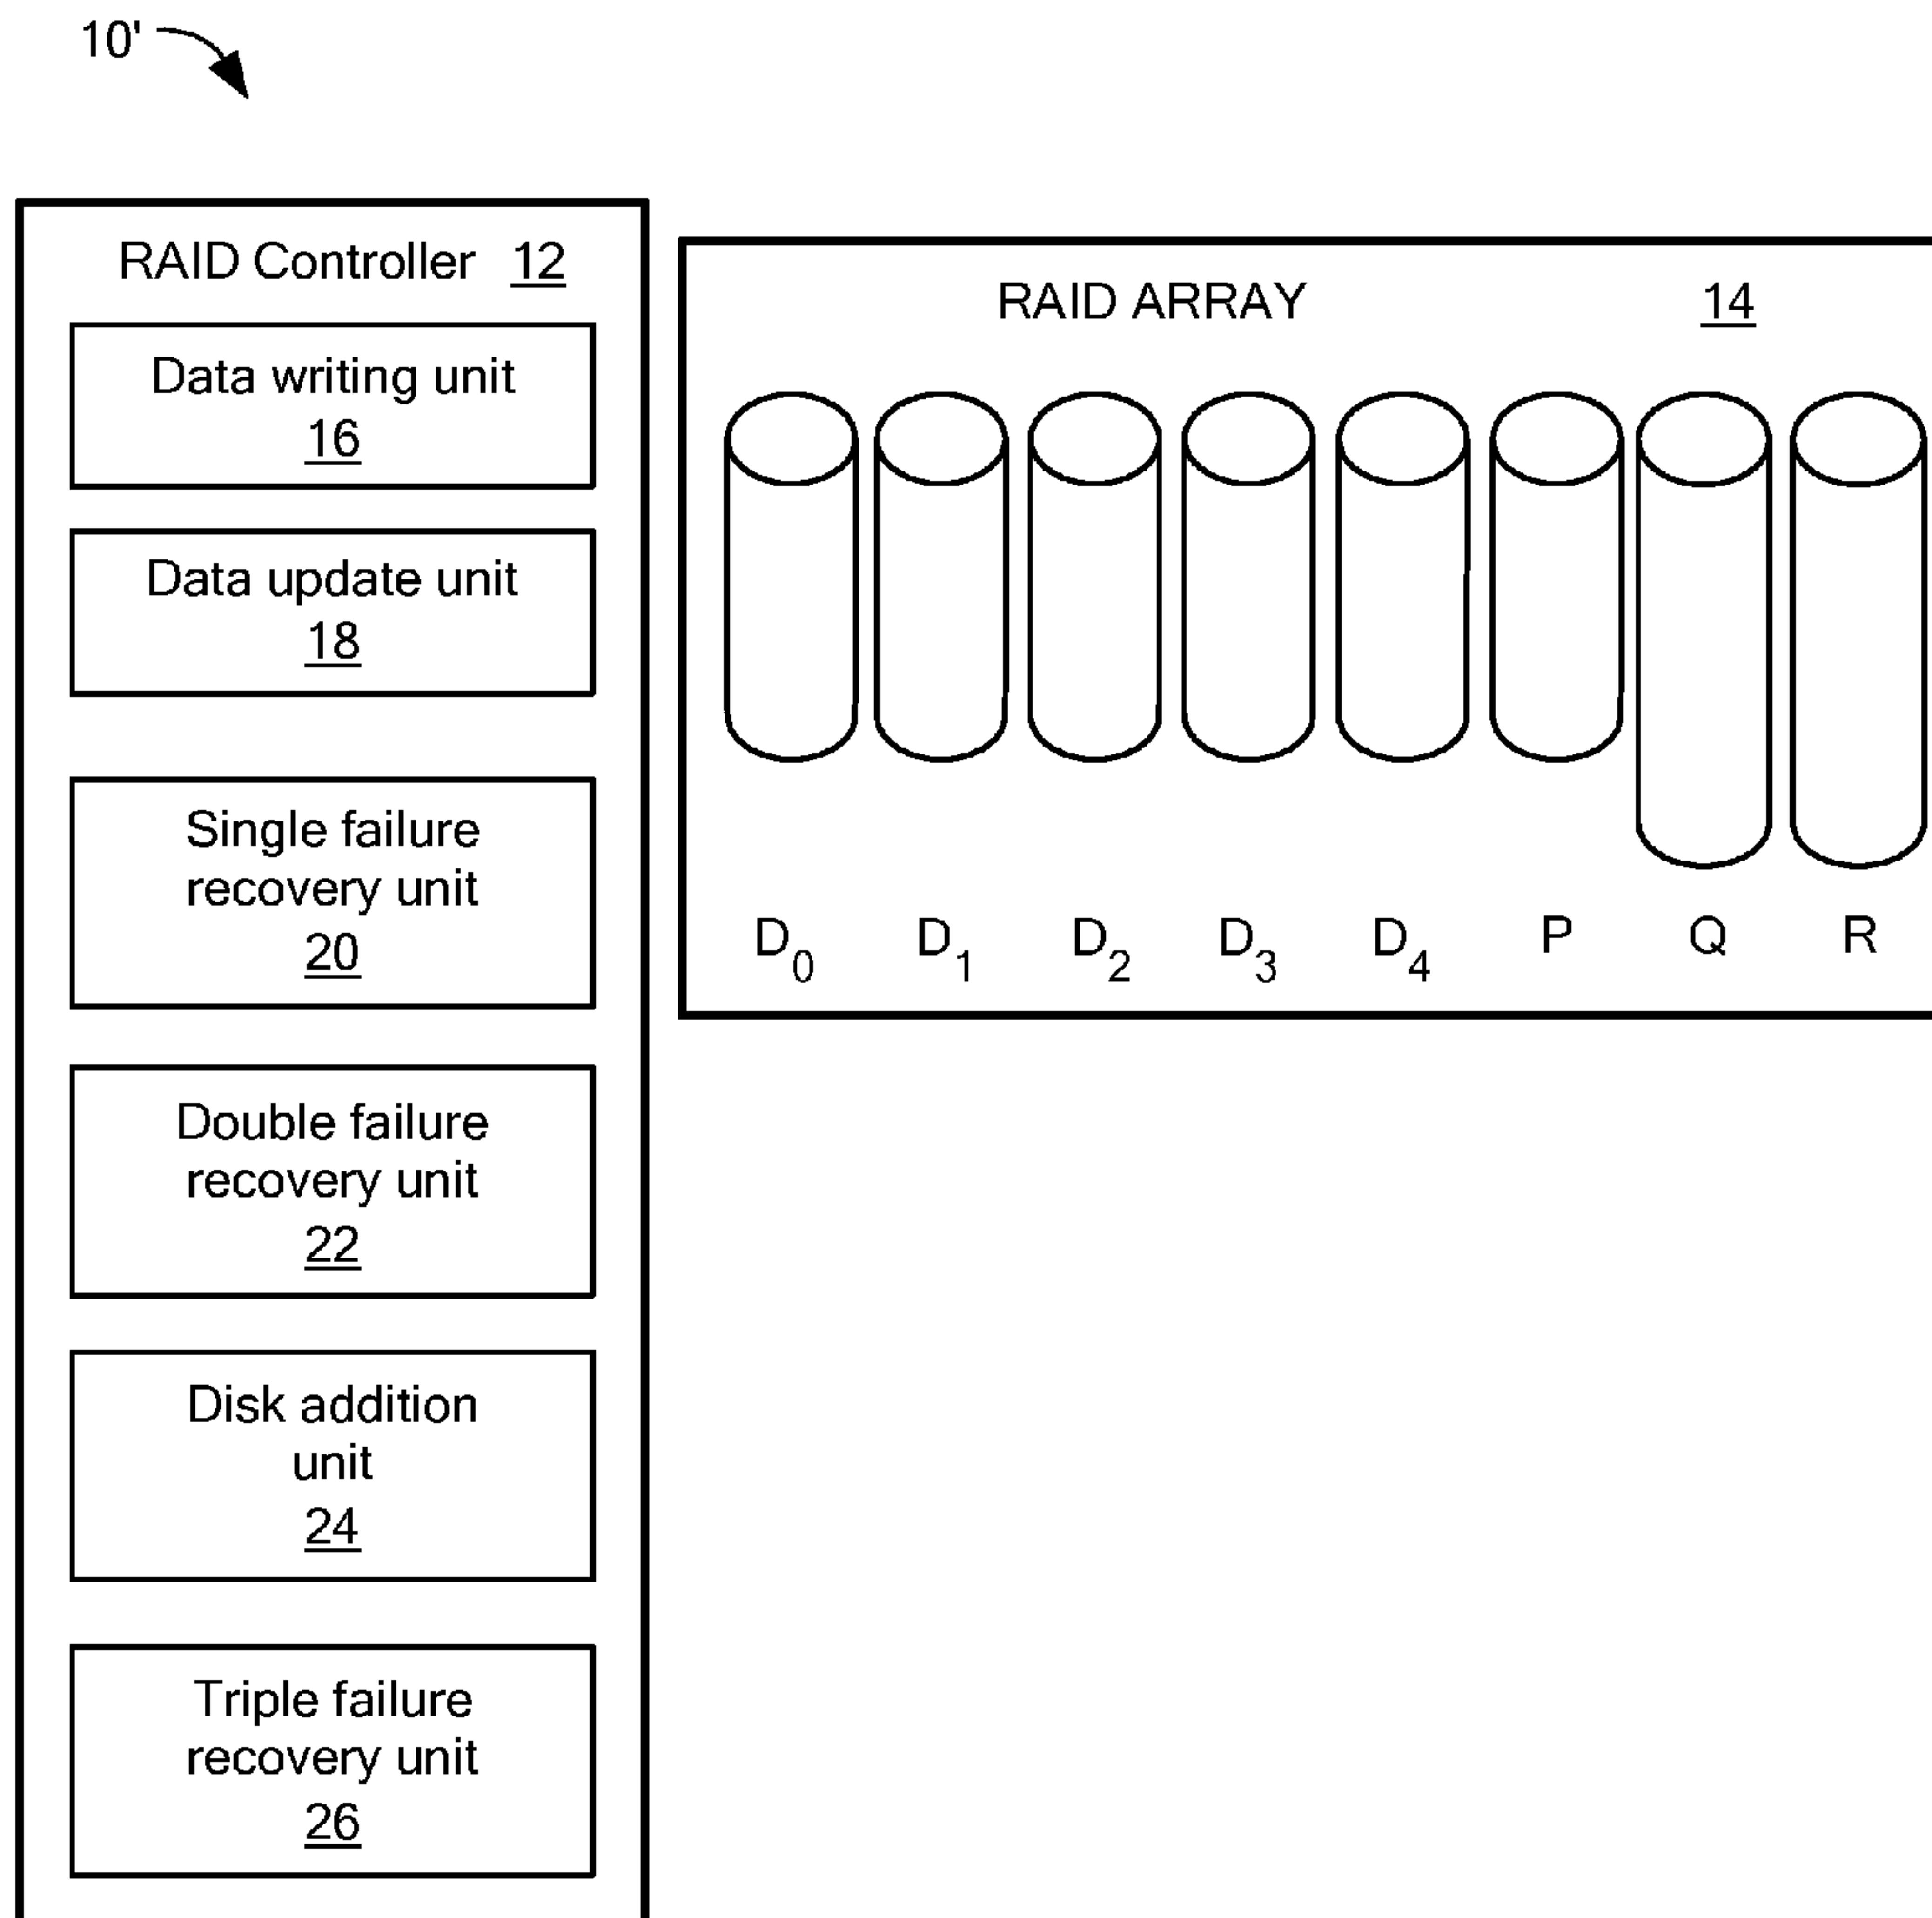 10'
RAID Controller 12
Data writing unit
16
Data update unit
18
Single failure
recovery unit
20
Double failure
recovery unit
22
Disk addition
unit
24
Triple failure
recovery unit
26
RAID ARRAY 14
D0 D1 D2 D3 D4 P Q R